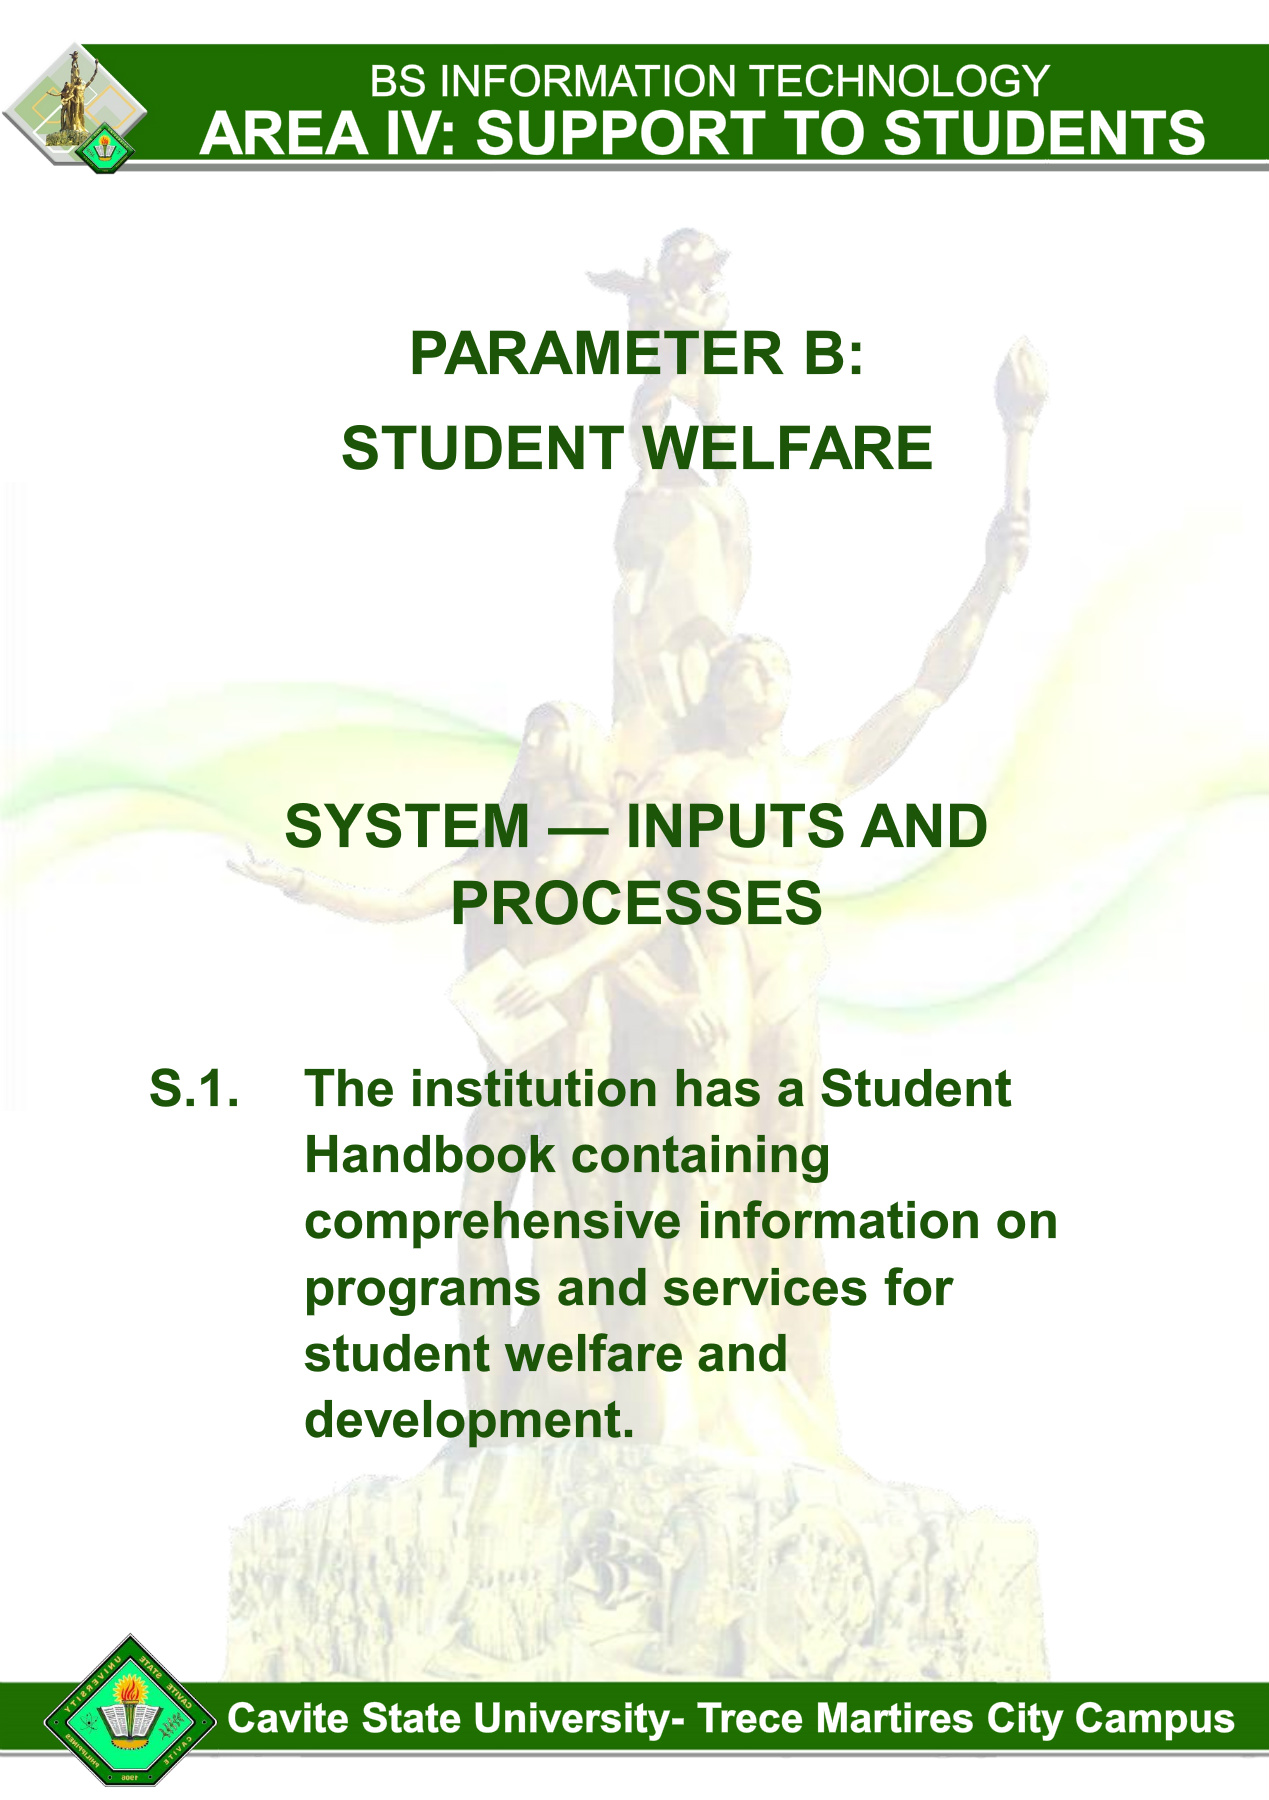 BS INFORMATION TECHNOLOGY
AREA IV: SUPPORT TO STUDENTS
PARAMETER B:
STUDENT WELFARE
SYSTEM — INPUTS AND
PROCESSES
S.1. The institution has a Student
Handbook containing
comprehensive information on
programs and services for
student welfare and
development.
Cavite State University- Trece Martires City Campus